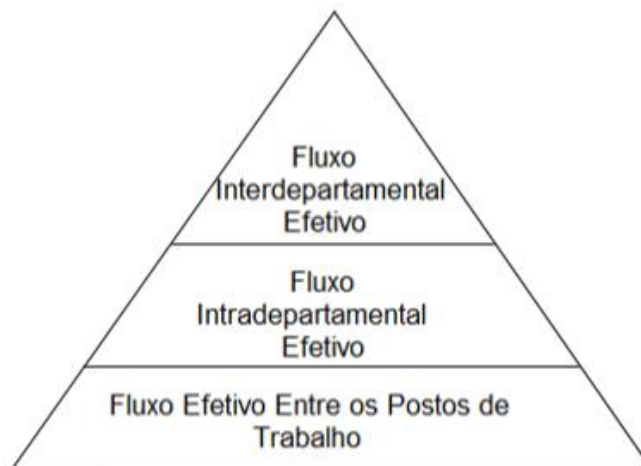 Fluxo
Interdepartamental
Efetivo
Fluxo
Intradepartamental
Efetivo
Fluxo Efetivo Entre os Postos de
Trabalho